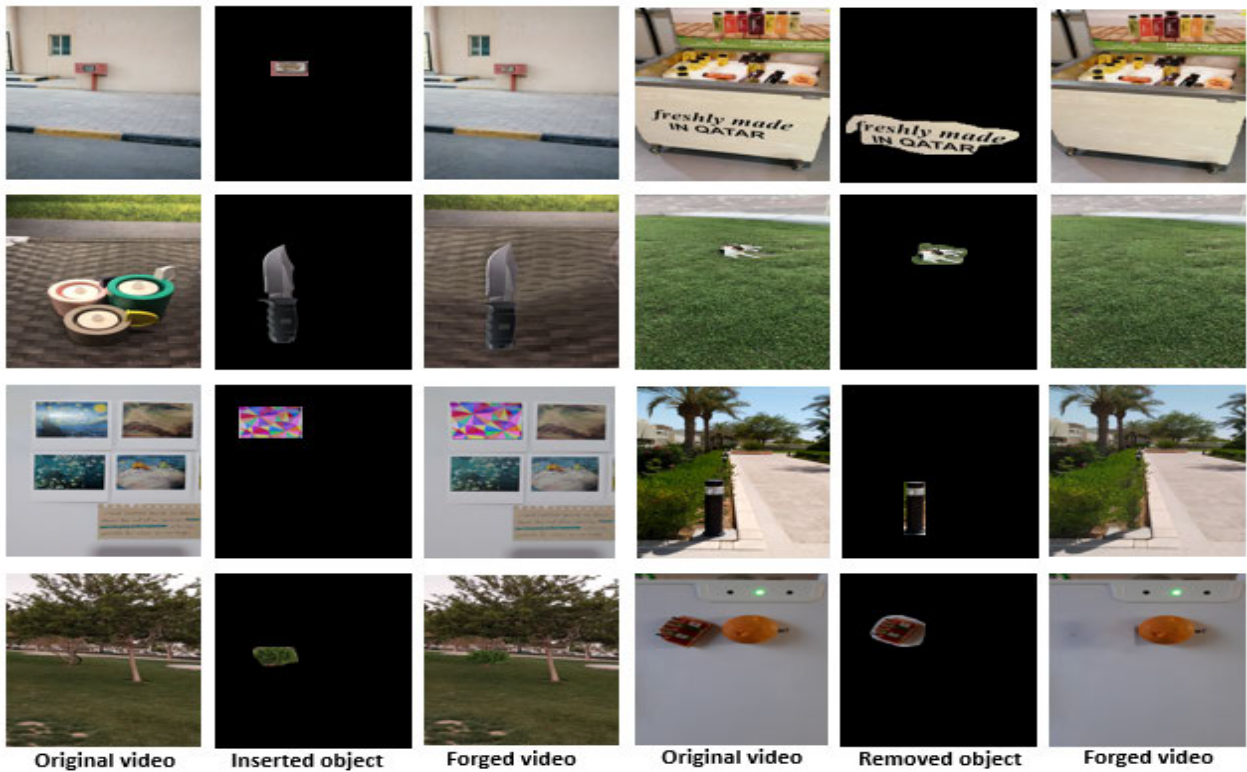 freshly made
IN QATAR
freshly made
IN QATAR
Original video
Inserted object
Forged video
Original video
Removed object
Forged video